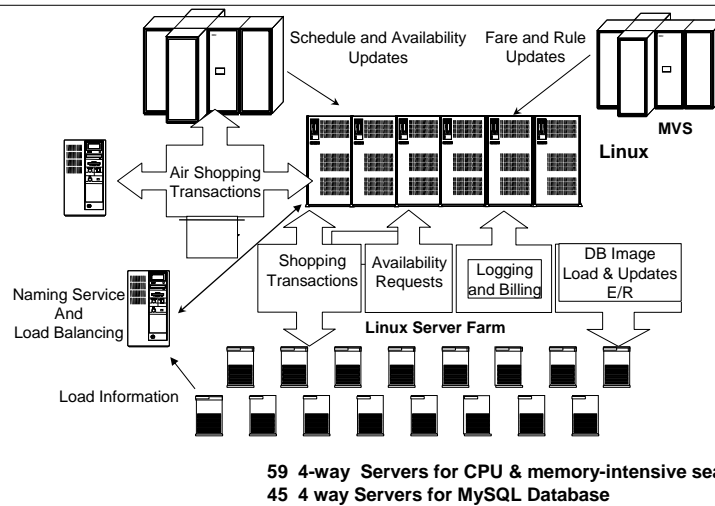 Schedule and Availability
Updates
Fare and Rule
Updates
MVS
Linux
Air Shopping
Transactions
Shopping
Transactions
Availability
Requests
Logging
and Billing
DB Image
Load & Updates
E/R
Naming Service
And
Load Balancing
Linux Server Farm
Load Information
59 4-way Servers for CPU & memory-intensive sea
45 4 way Servers for MySQL Database